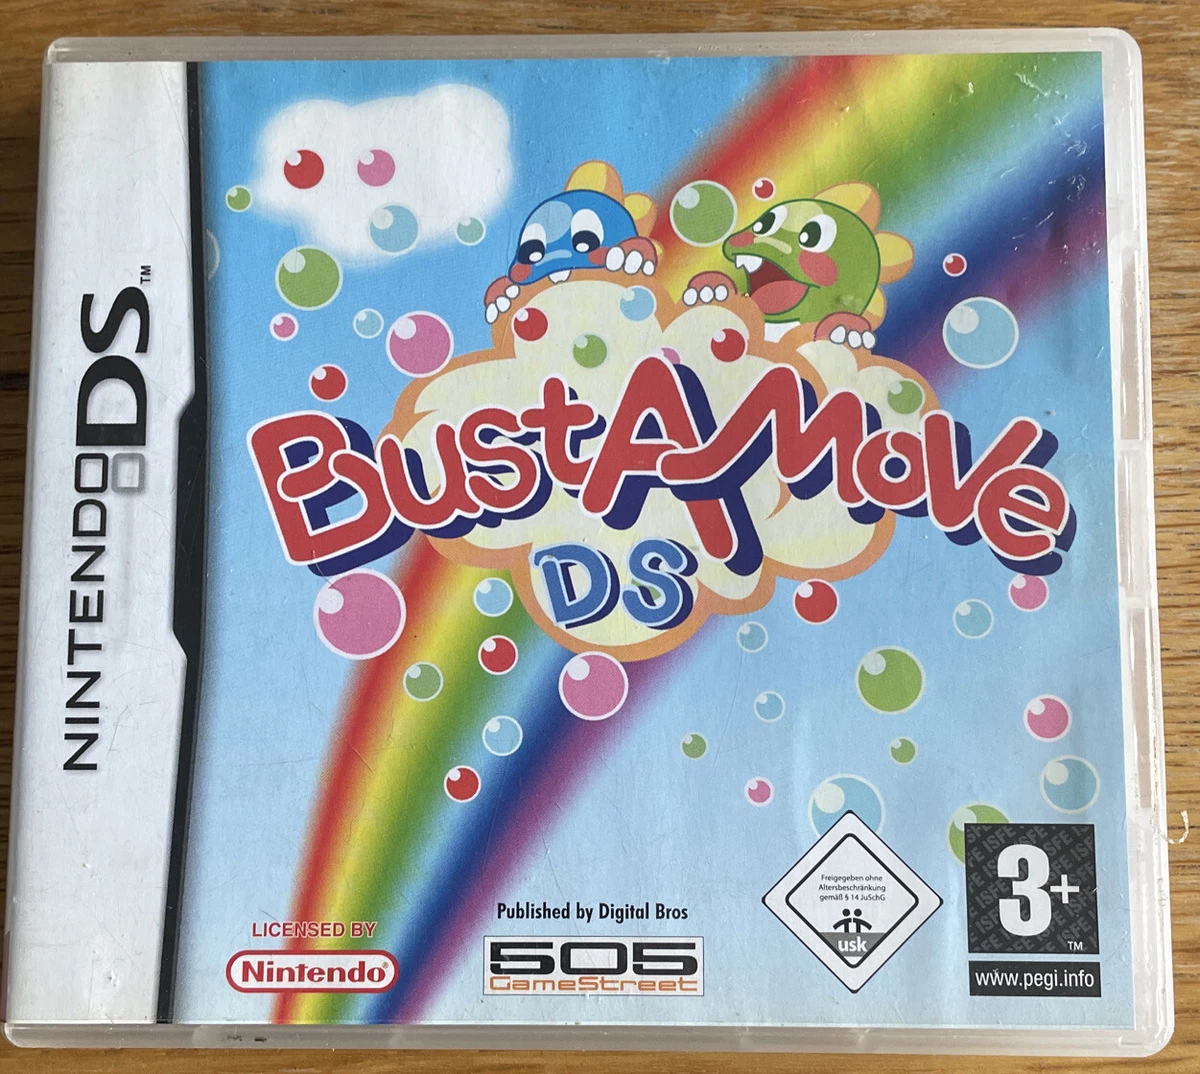 NINTENDO DS™
BUST A MOVE
DS
LICENSED BY
Nintendo®
Published by Digital Bros
505
GameStreet
Freigegeben ohne
Altersbeschränkung
gemäß § 14 JuSchG
usk
ISFE
3+
TM
www.pegi.info